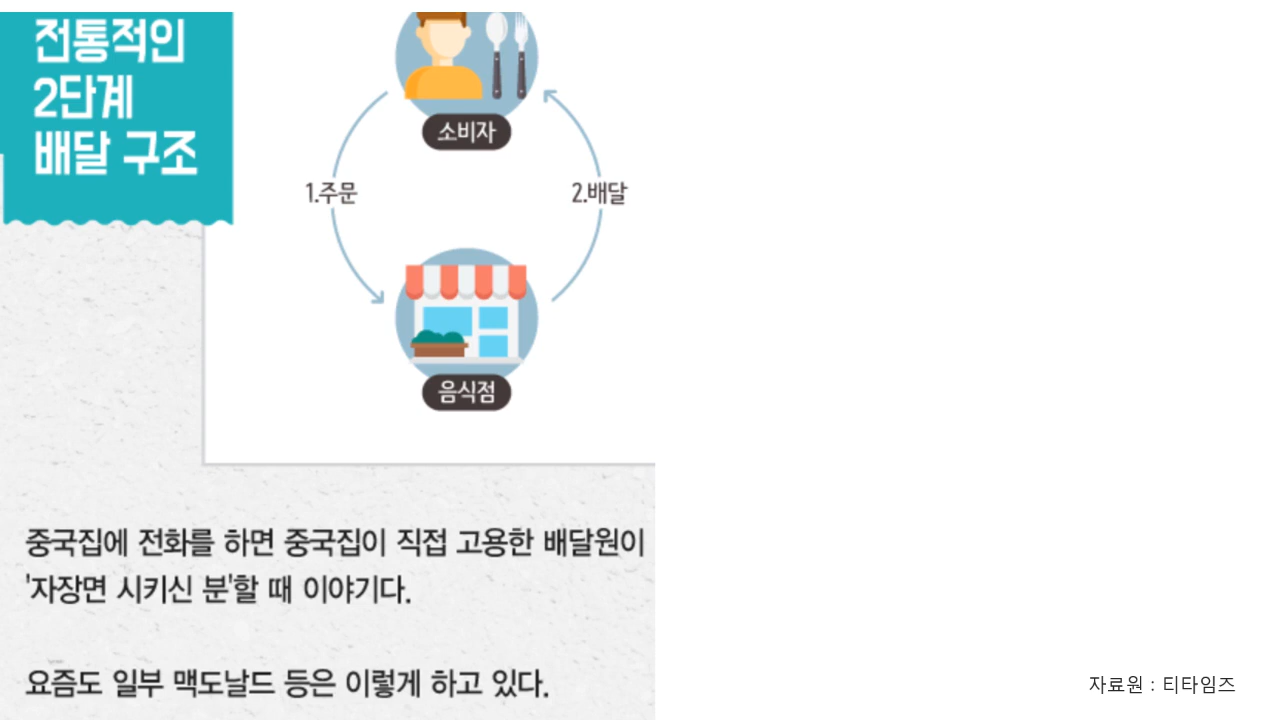 전통적인
2단계
배달 구조
소비자
1.주문
2.배달
음식점
중국집에 전화를 하면 중국집이 직접 고용한 배달원이
'자장면 시키신 분'할 때 이야기다.
요즘도 일부 맥도날드 등은 이렇게 하고 있다.
자료원 : 티타임즈